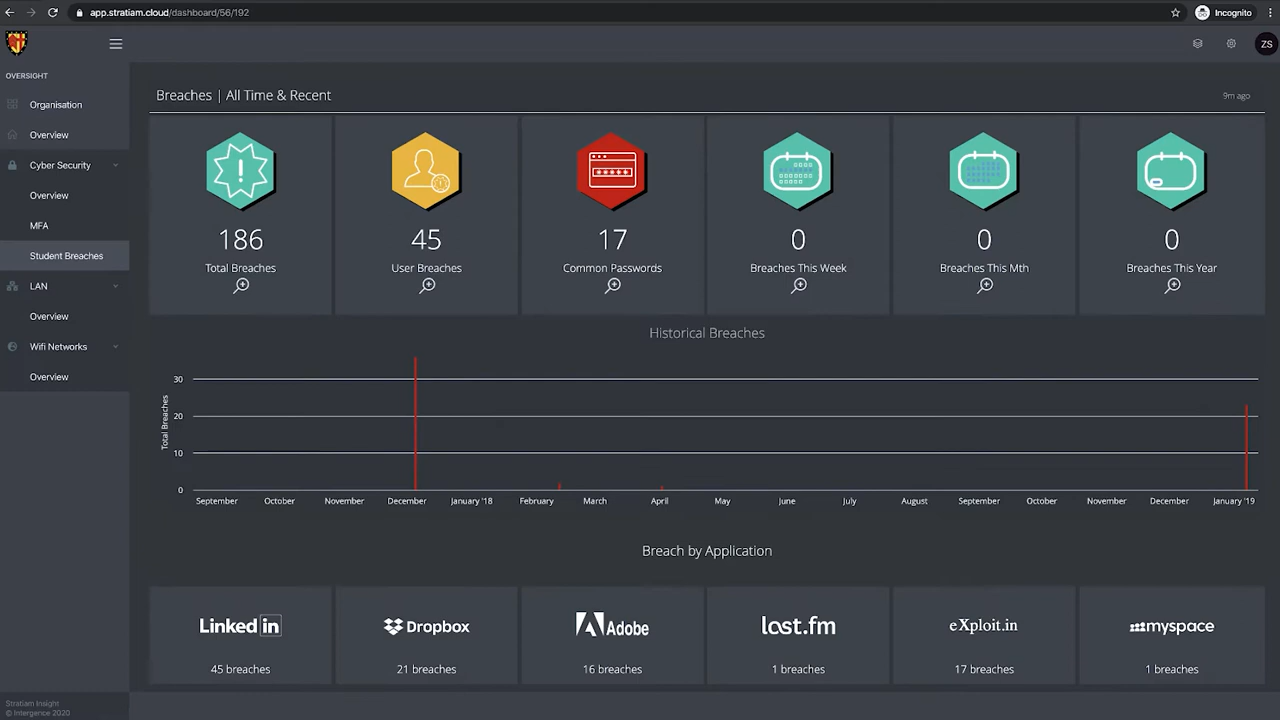 app.stratiam.cloud/dashboard/56/192
Incognito
ZS
OVERSIGHT
Organisation
Overview
Cyber Security
Overview
MFA
Student Breaches
LAN
Overview
Wifi Networks
Overview
Breaches | All Time & Recent
9m ago
186 45 17 0 0 0
Total Breaches User Breaches Common Passwords Breaches This Week Breaches This Mth Breaches This Year
Historical Breaches
Total Breaches
30
20
10
0
September October November December January '18 February March April May June July August September October November December January '19
Breach by Application
Linked in Dropbox Adobe last.fm eXploit.in myspace
45 breaches 21 breaches 16 breaches 1 breaches 17 breaches 1 breaches
Stratiam Insight
© Intergence 2020